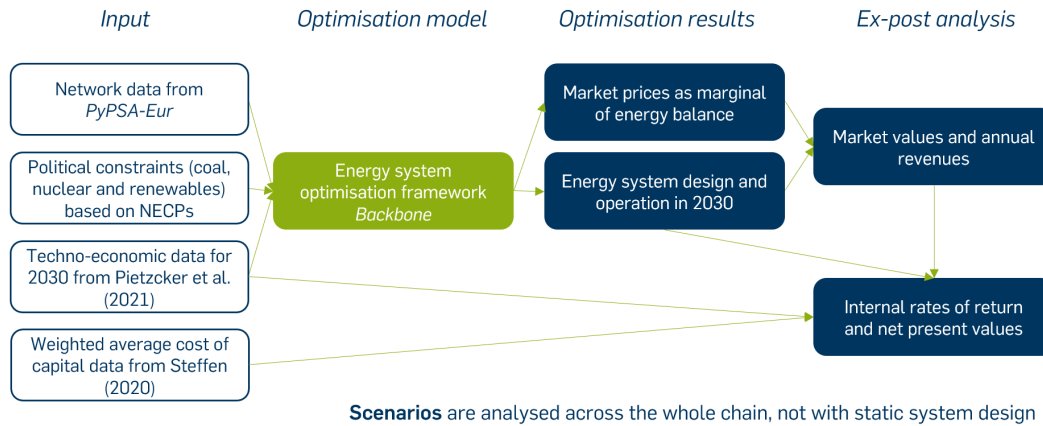 Input
Optimisation model
Optimisation results
Ex-post analysis
Network data from
PyPSA-Eur
Political constraints (coal,
nuclear and renewables)
based on NECPs
Techno-economic data for
2030 from Pietzcker et al.
(2021)
Weighted average cost of
capital data from Steffen
(2020)
Energy system
optimisation framework
Backbone
Market prices as marginal
of energy balance
Energy system design and
operation in 2030
Market values and annual
revenues
Internal rates of return
and net present values
Scenarios are analysed across the whole chain, not with static system design